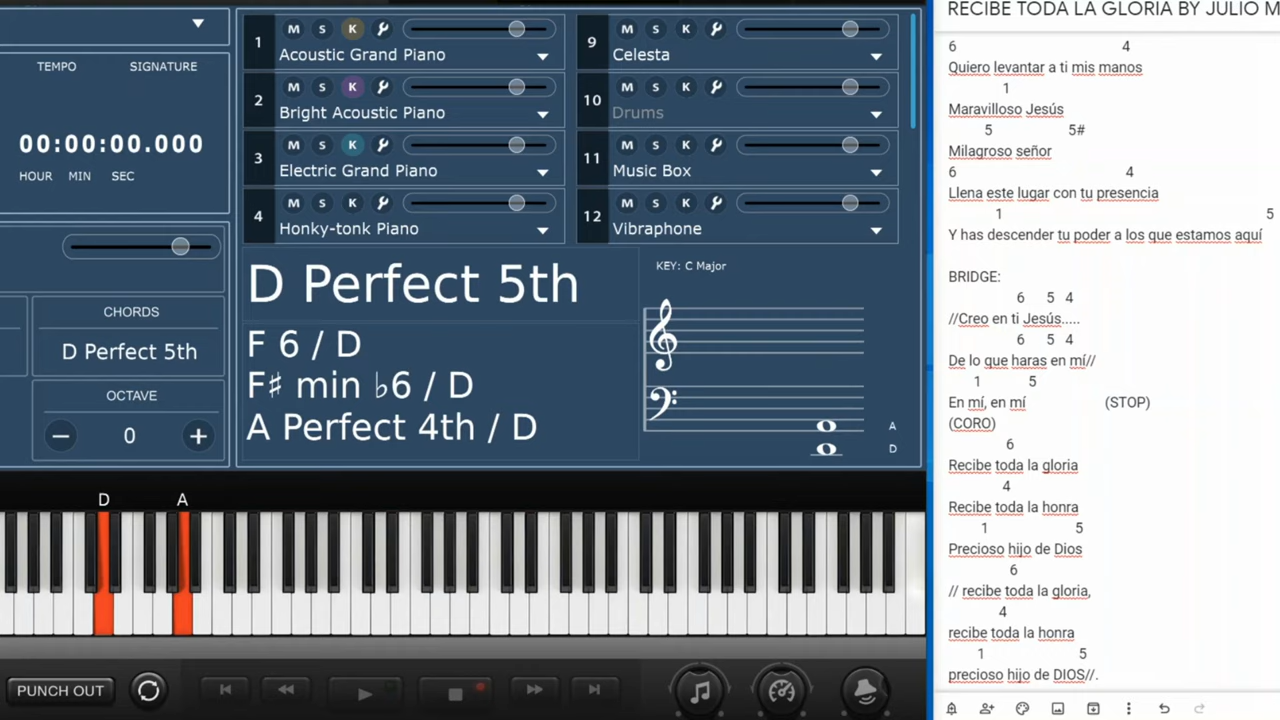 TEMPO SIGNATURE
00:00:00.000
HOUR MIN SEC
CHORDS
D Perfect 5th
OCTAVE
0
1 M S K
Acoustic Grand Piano
2 M S K
Bright Acoustic Piano
3 M S K
Electric Grand Piano
4 M S K
Honky-tonk Piano
9 M S K
Celesta
10 M S K
Drums
11 M S K
Music Box
12 M S K
Vibraphone
D Perfect 5th
F 6 / D
F♯ min ♭6 / D
A Perfect 4th / D
KEY: C Major
A
D
D A
PUNCH OUT
RECIBE TODA LA GLORIA BY JULIO M
6 4
Quiero levantar a ti mis manos
1
Maravilloso Jesús
5 5#
Milagroso señor
6 4
Llena este lugar con tu presencia
1 5
Y has descender tu poder a los que estamos aquí
BRIDGE:
6 5 4
//Creo en ti Jesús.....
6 5 4
De lo que haras en mí//
1 5
En mí, en mí (STOP)
(CORO)
6
Recibe toda la gloria
4
Recibe toda la honra
1 5
Precioso hijo de Dios
6
// recibe toda la gloria,
4
recibe toda la honra
1 5
precioso hijo de DIOS//.